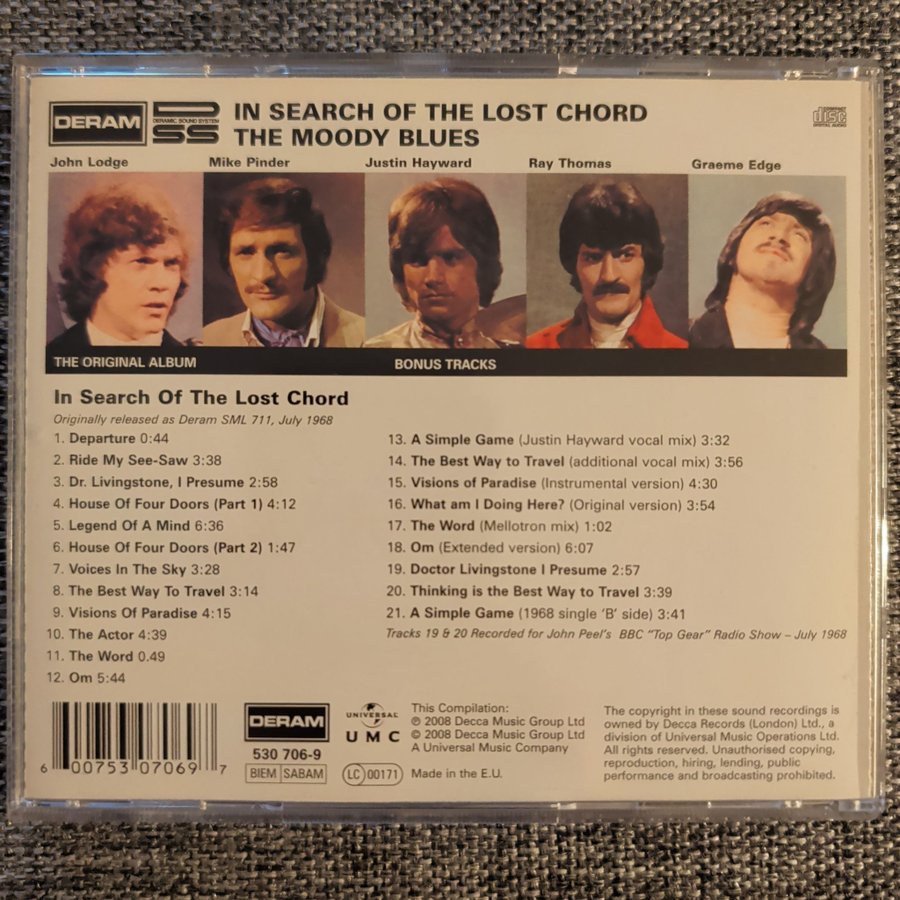 DERAM
DERAMIC SOUND SYSTEM
DSS
IN SEARCH OF THE LOST CHORD
THE MOODY BLUES
COMPACT
disc
DIGITAL AUDIO
John Lodge
Mike Pinder
Justin Hayward
Ray Thomas
Graeme Edge
THE ORIGINAL ALBUM
BONUS TRACKS
In Search Of The Lost Chord
Originally released as Deram SML 711, July 1968
1. Departure 0:44
2. Ride My See-Saw 3:38
3. Dr. Livingstone, I Presume 2:58
4. House Of Four Doors (Part 1) 4:12
5. Legend Of A Mind 6:36
6. House Of Four Doors (Part 2) 1:47
7. Voices In The Sky 3:28
8. The Best Way To Travel 3:14
9. Visions Of Paradise 4:15
10. The Actor 4:39
11. The Word 0.49
12. Om 5:44
13. A Simple Game (Justin Hayward vocal mix) 3:32
14. The Best Way to Travel (additional vocal mix) 3:56
15. Visions of Paradise (Instrumental version) 4:30
16. What am I Doing Here? (Original version) 3:54
17. The Word (Mellotron mix) 1:02
18. Om (Extended version) 6:07
19. Doctor Livingstone I Presume 2:57
20. Thinking is the Best Way to Travel 3:39
21. A Simple Game (1968 single ‘B’ side) 3:41
Tracks 19 & 20 Recorded for John Peel's BBC "Top Gear" Radio Show – July 1968
6 00753 07069 7
DERAM
530 706-9
BIEM SABAM
UNIVERSAL
UMC
LC 00171
This Compilation:
℗ 2008 Decca Music Group Ltd
© 2008 Decca Music Group Ltd
A Universal Music Company
Made in the E.U.
The copyright in these sound recordings is
owned by Decca Records (London) Ltd., a
division of Universal Music Operations Ltd.
All rights reserved. Unauthorised copying,
reproduction, hiring, lending, public
performance and broadcasting prohibited.